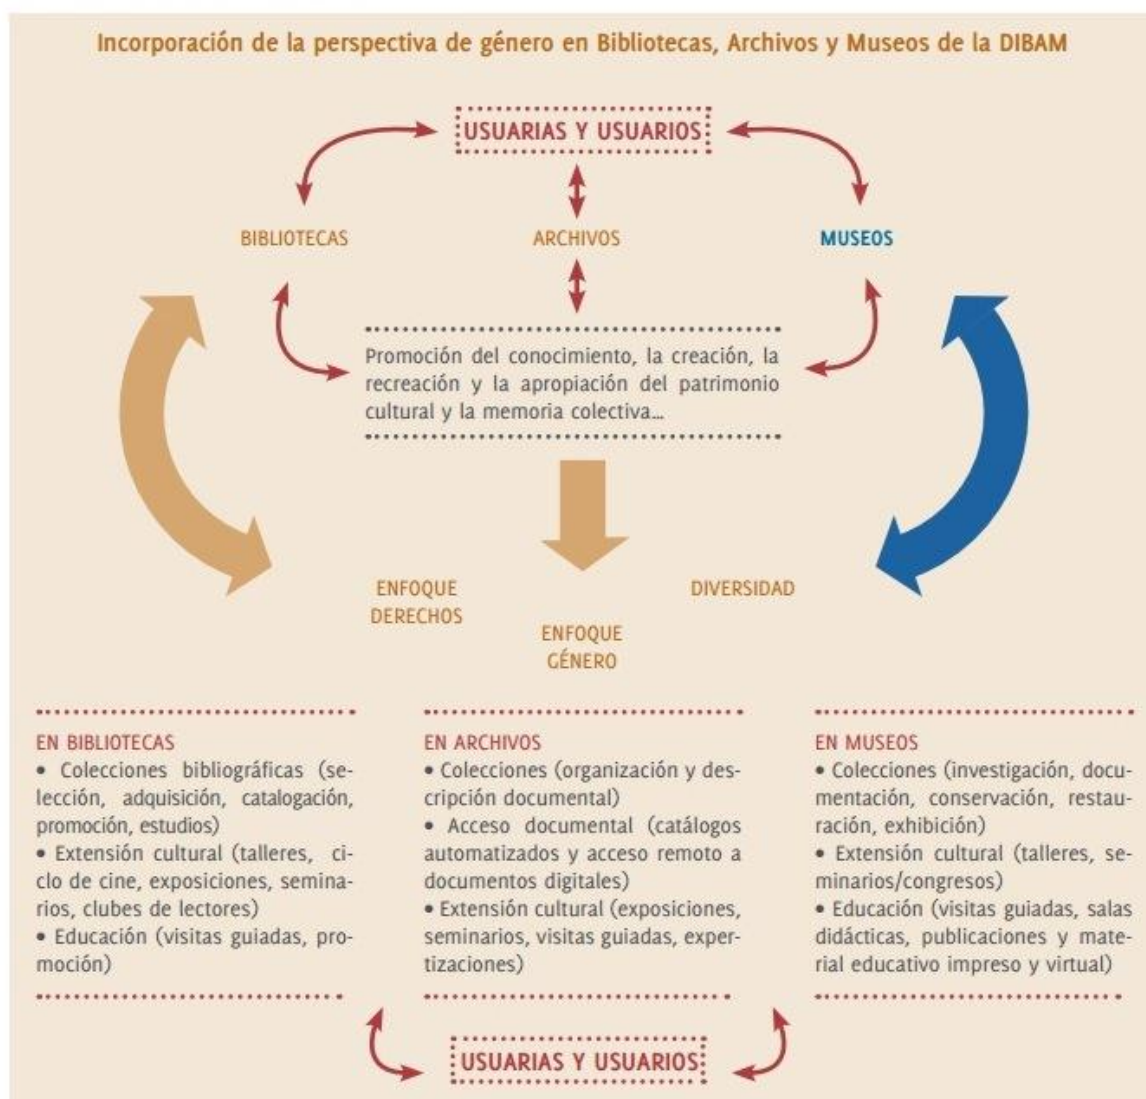 Incorporación de la perspectiva de género en Bibliotecas, Archivos y Museos de la DIBAM
USUARIAS Y USUARIOS
BIBLIOTECAS
ARCHIVOS
MUSEOS
Promoción del conocimiento, la creación, la
recreación y la apropiación del patrimonio
cultural y la memoria colectiva...
ENFOQUE
DERECHOS
ENFOQUE
GÉNERO
DIVERSIDAD
EN BIBLIOTECAS
• Colecciones bibliográficas (se-
lección, adquisición, catalogación,
promoción, estudios)
• Extensión cultural (talleres, ci-
clo de cine, exposiciones, semina-
rios, clubes de lectores)
• Educación (visitas guiadas, pro-
moción)
EN ARCHIVOS
• Colecciones (organización y des-
cripción documental)
• Acceso documental (catálogos
automatizados y acceso remoto a
documentos digitales)
• Extensión cultural (exposiciones,
seminarios, visitas guiadas, exper-
tizaciones)
EN MUSEOS
• Colecciones (investigación, docu-
mentación, conservación, restau-
ración, exhibición)
• Extensión cultural (talleres, se-
minarios/congresos)
• Educación (visitas guiadas, salas
didácticas, publicaciones y mate-
rial educativo impreso y virtual)
USUARIAS Y USUARIOS